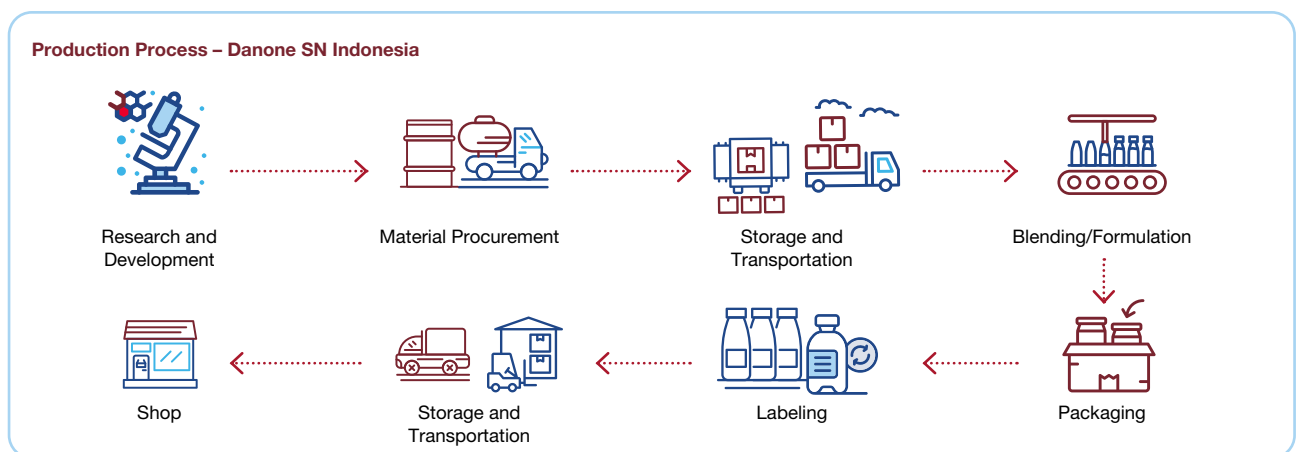 Production Process – Danone SN Indonesia
Research and
Development
Material Procurement
Storage and
Transportation
Blending/Formulation
Packaging
Labeling
Storage and
Transportation
Shop